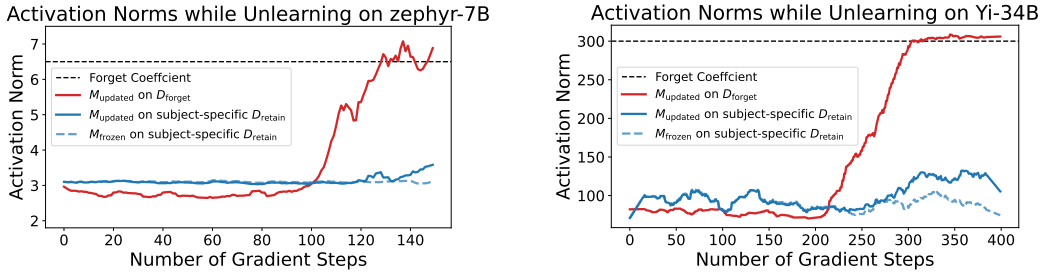 Activation Norms while Unlearning on zephyr-7B
Activation Norm
7
6
5
4
3
2
Forget Coeffcient
M_updated on D_forget
M_updated on subject-specific D_retain
M_frozen on subject-specific D_retain
0 20 40 60 80 100 120 140
Number of Gradient Steps
Activation Norms while Unlearning on Yi-34B
Activation Norm
300
250
200
150
100
Forget Coeffcient
M_updated on D_forget
M_updated on subject-specific D_retain
M_frozen on subject-specific D_retain
0 50 100 150 200 250 300 350 400
Number of Gradient Steps